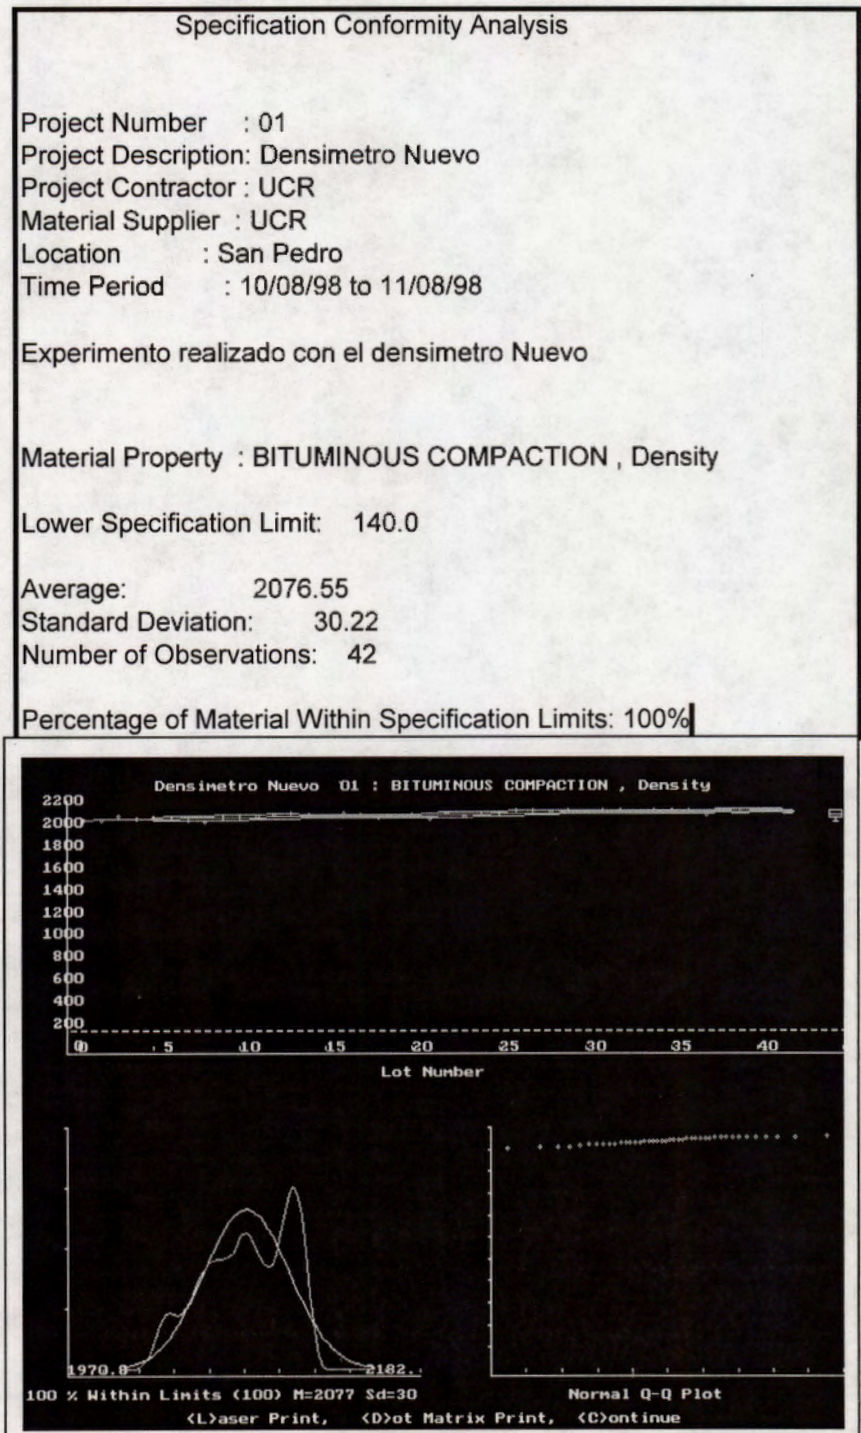 Specification Conformity Analysis
Project Number : 01
Project Description: Densimetro Nuevo
Project Contractor : UCR
Material Supplier : UCR
Location : San Pedro
Time Period : 10/08/98 to 11/08/98
Experimento realizado con el densimetro Nuevo
Material Property : BITUMINOUS COMPACTION , Density
Lower Specification Limit: 140.0
Average: 2076.55
Standard Deviation: 30.22
Number of Observations: 42
Percentage of Material Within Specification Limits: 100%
Densimetro Nuevo 01 : BITUMINOUS COMPACTION , Density
2200
2000
1800
1600
1400
1200
1000
800
600
400
200
0 0 5 10 15 20 25 30 35 40
Lot Number
1970.8 2182.
100 % Within Limits (100) M=2077 Sd=30 Normal Q-Q Plot
<L>aser Print, <D>ot Matrix Print, <C>ontinue